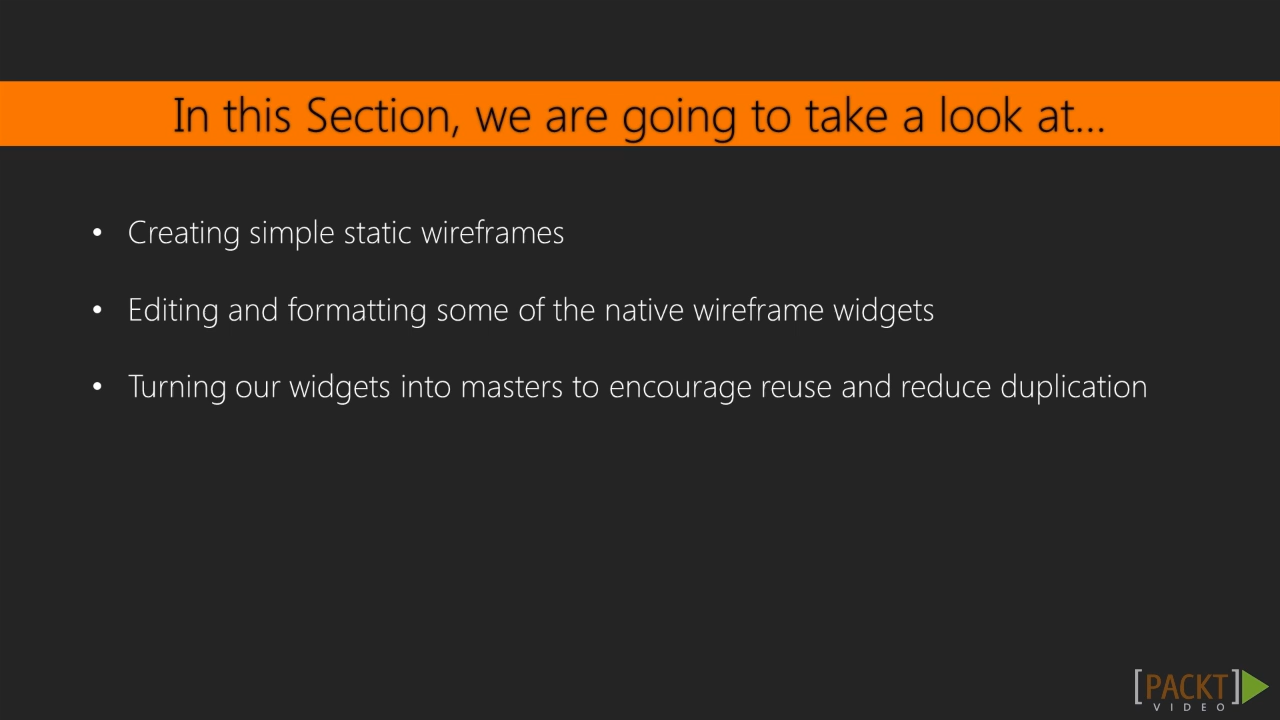 In this Section, we are going to take a look at...
• Creating simple static wireframes
• Editing and formatting some of the native wireframe widgets
• Turning our widgets into masters to encourage reuse and reduce duplication
[PACKT]
VIDEO